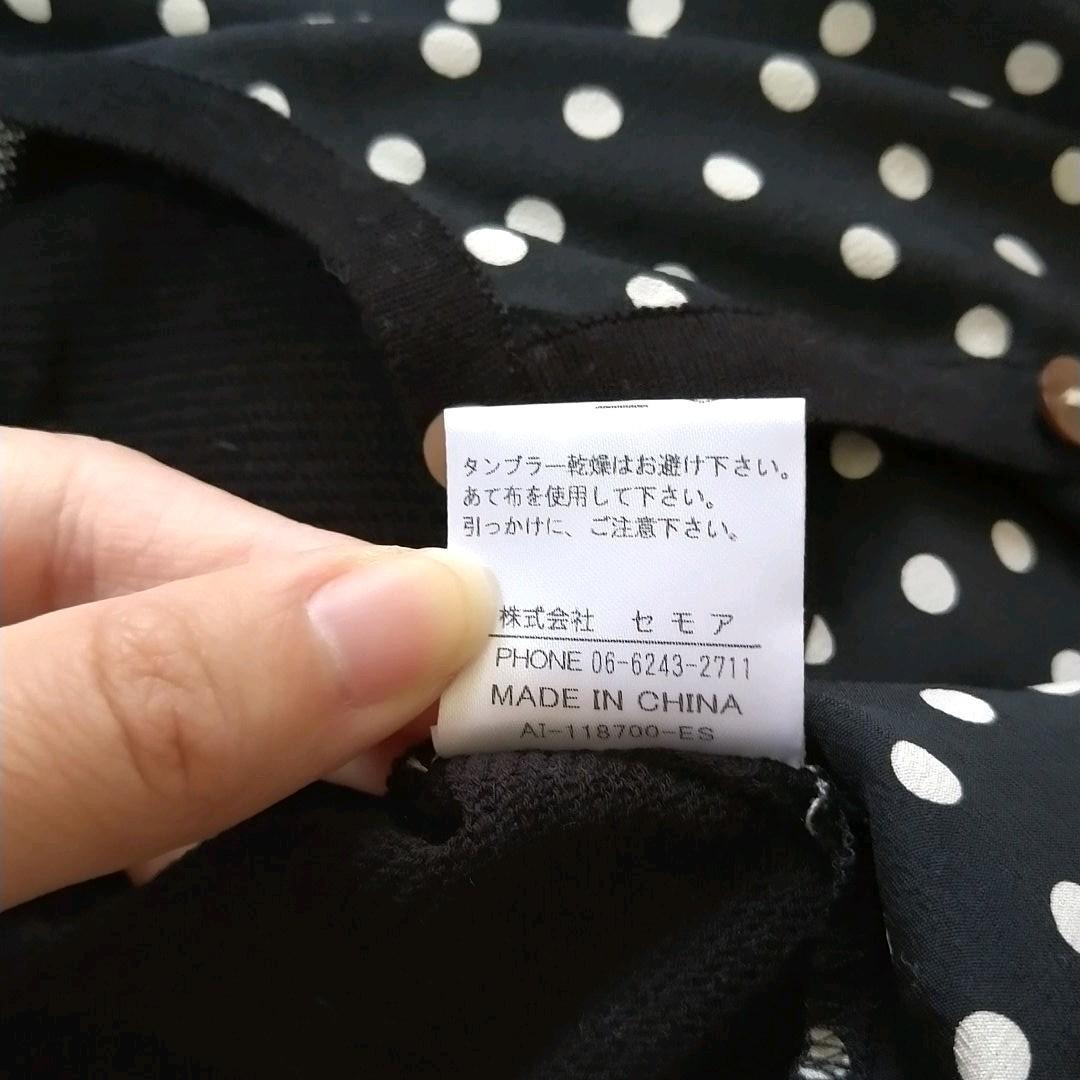 タンブラー乾燥はお避け下さい。
あて布を使用して下さい。
引っかけに、ご注意下さい。
株式会社 セモア
PHONE 06-6243-2711
MADE IN CHINA
AI-118700-ES